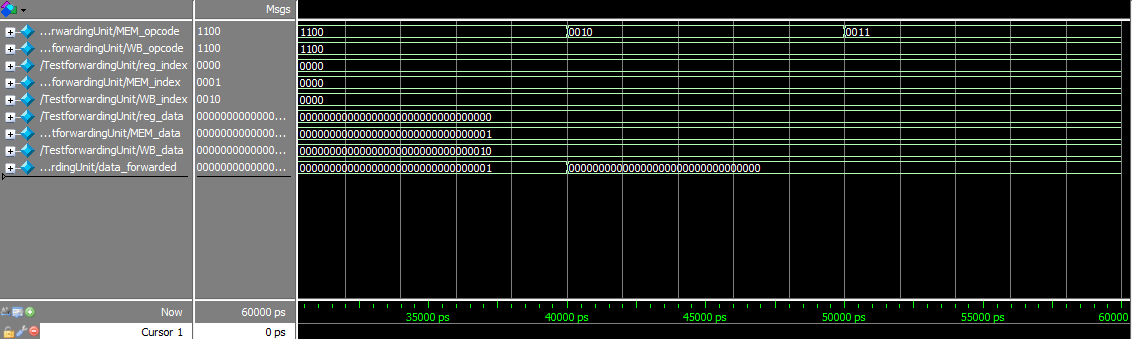 Msgs
...rwardingUnit/MEM_opcode 1100 1100 0010 0011
...forwardingUnit/WB_opcode 1100 1100
/TestforwardingUnit/reg_index 0000 0000
...forwardingUnit/MEM_index 0001 0000
/TestforwardingUnit/WB_index 0010 0000
/TestforwardingUnit/reg_data 0000000000000... 00000000000000000000000000000000
...tforwardingUnit/MEM_data 0000000000000... 00000000000000000000000000000001
/TestforwardingUnit/WB_data 0000000000000... 00000000000000000000000000000010
...rdingUnit/data_forwarded 0000000000000... 00000000000000000000000000000001 00000000000000000000000000000000
Now 60000 ps 35000 ps 40000 ps 45000 ps 50000 ps 55000 ps 60000
Cursor 1 0 ps